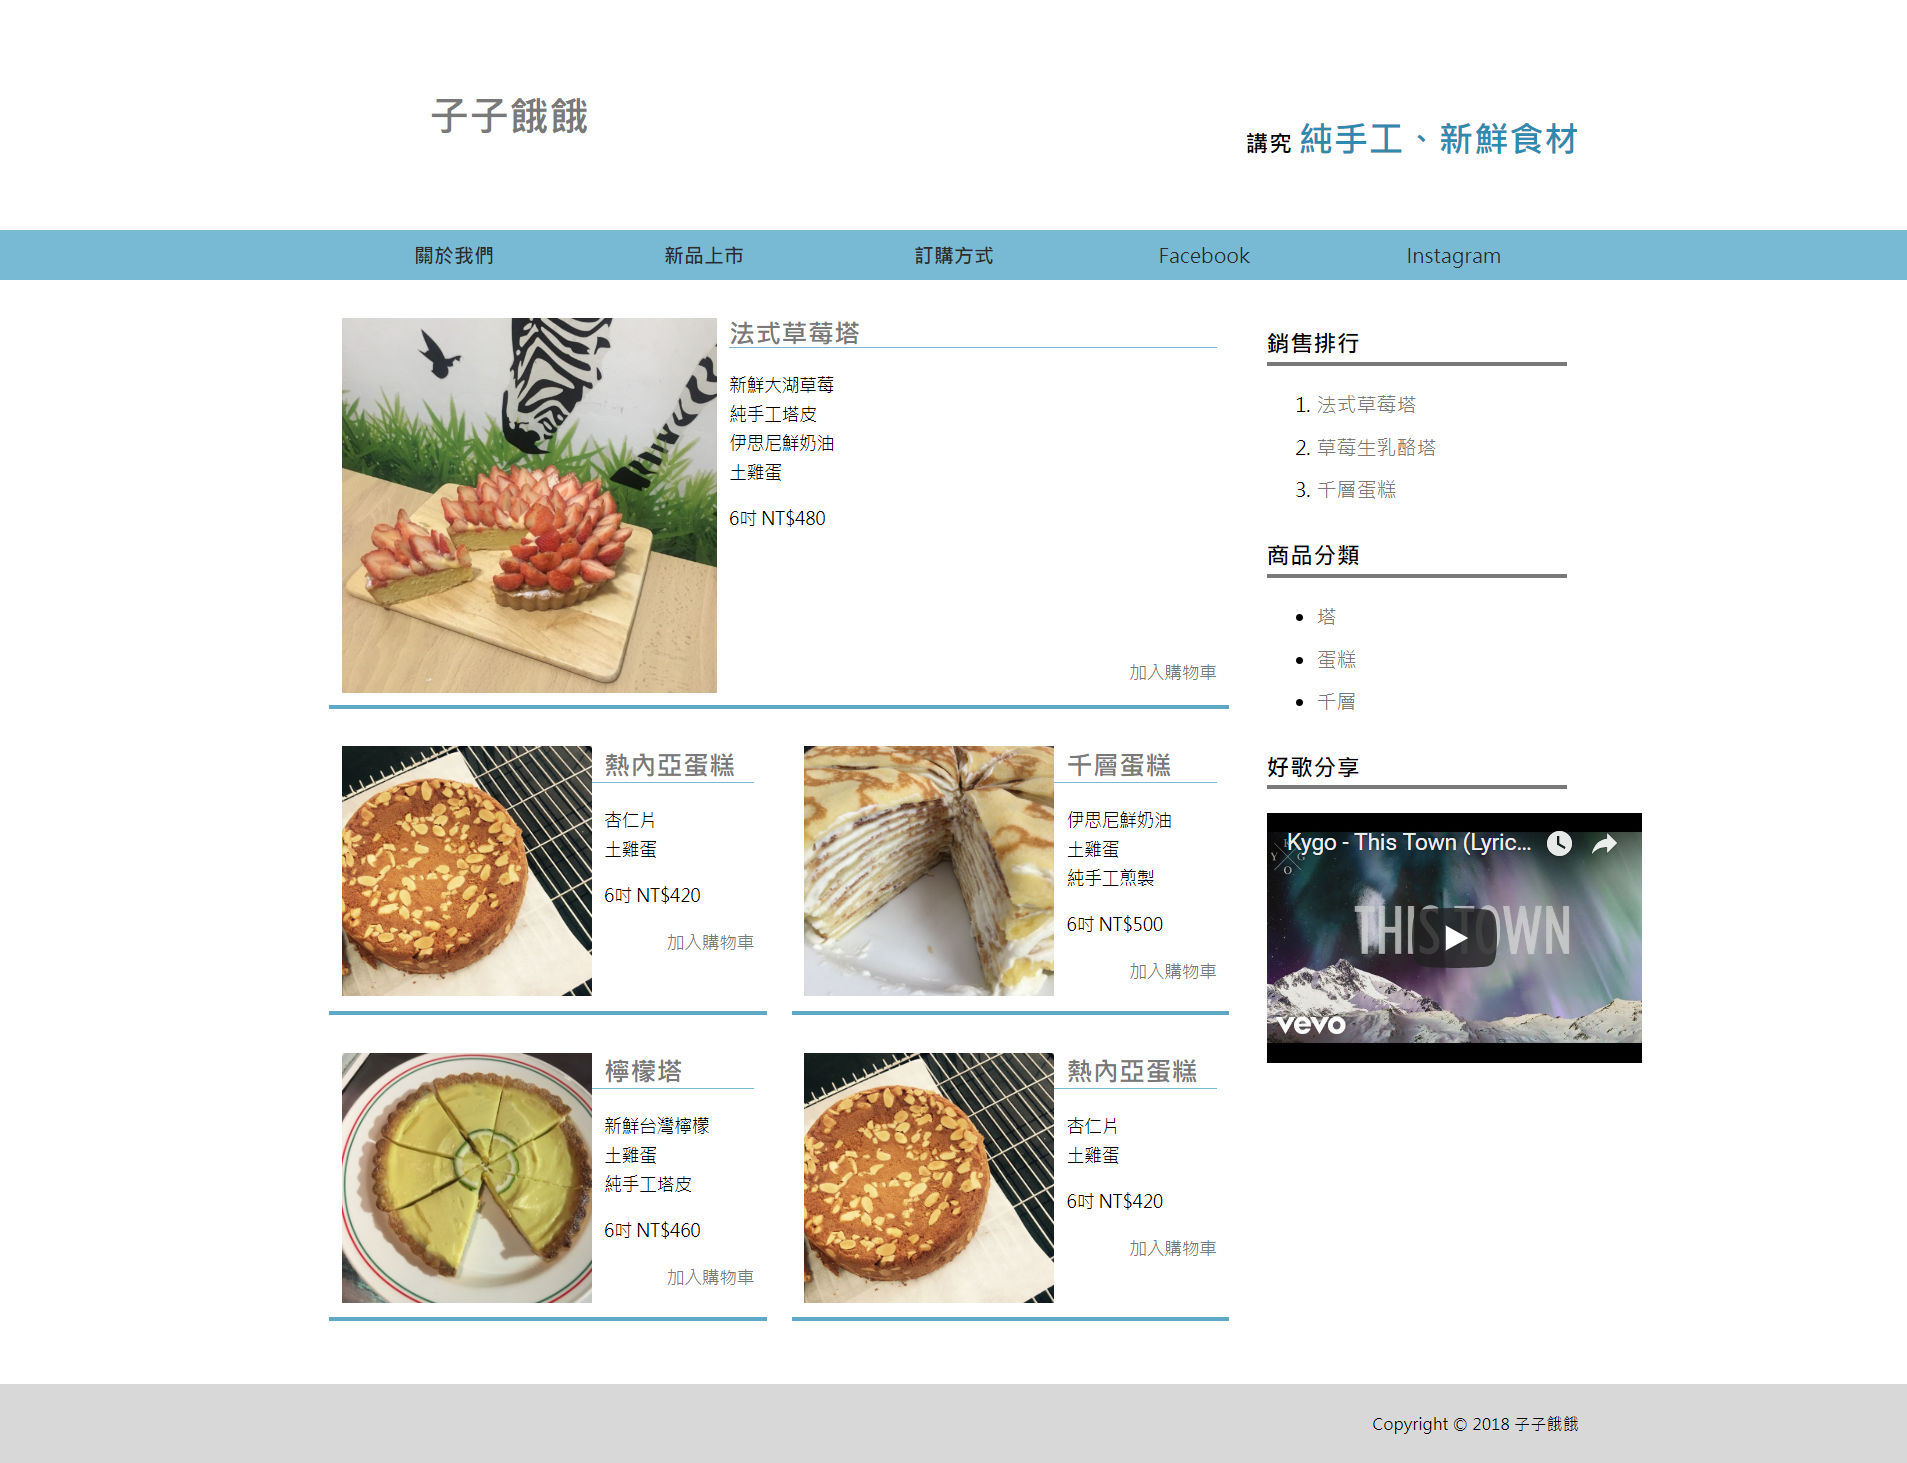 子子餓餓
講究 純手工、新鮮食材
關於我們
新品上市
訂購方式
Facebook
Instagram
法式草莓塔
新鮮大湖草莓
純手工塔皮
伊思尼鮮奶油
土雞蛋
6吋 NT$480
加入購物車
熱內亞蛋糕
杏仁片
土雞蛋
6吋 NT$420
加入購物車
千層蛋糕
伊思尼鮮奶油
土雞蛋
純手工煎製
6吋 NT$500
加入購物車
檸檬塔
新鮮台灣檸檬
土雞蛋
純手工塔皮
6吋 NT$460
加入購物車
熱內亞蛋糕
杏仁片
土雞蛋
6吋 NT$420
加入購物車
銷售排行
1. 法式草莓塔
2. 草莓生乳酪塔
3. 千層蛋糕
商品分類
• 塔
• 蛋糕
• 千層
好歌分享
Kygo - This Town (Lyric...
K
Y G
O
THIS TOWN
vevo
Copyright © 2018 子子餓餓